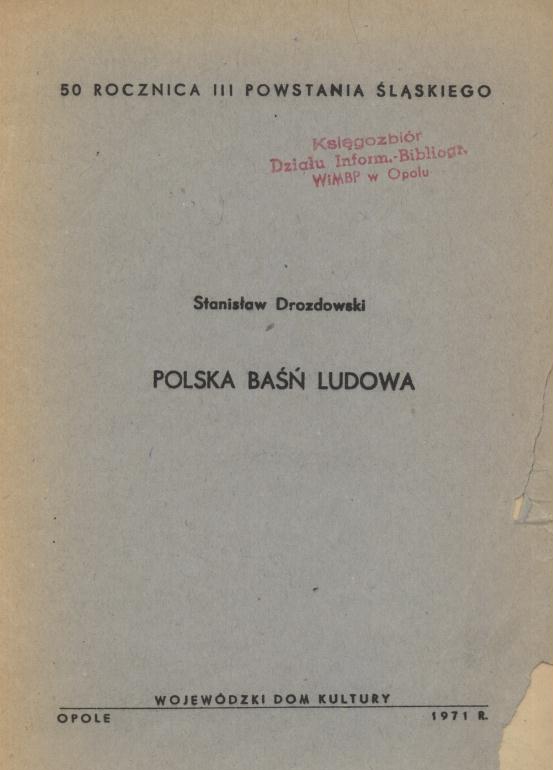 50 ROCZNICA III POWSTANIA ŚLĄSKIEGO
Księgozbiór
Działu Inform.-Bibliogr.
WiMBP w Opolu
Stanisław Drozdowski
POLSKA BAŚŃ LUDOWA
WOJEWÓDZKI DOM KULTURY
OPOLE 1971 R.